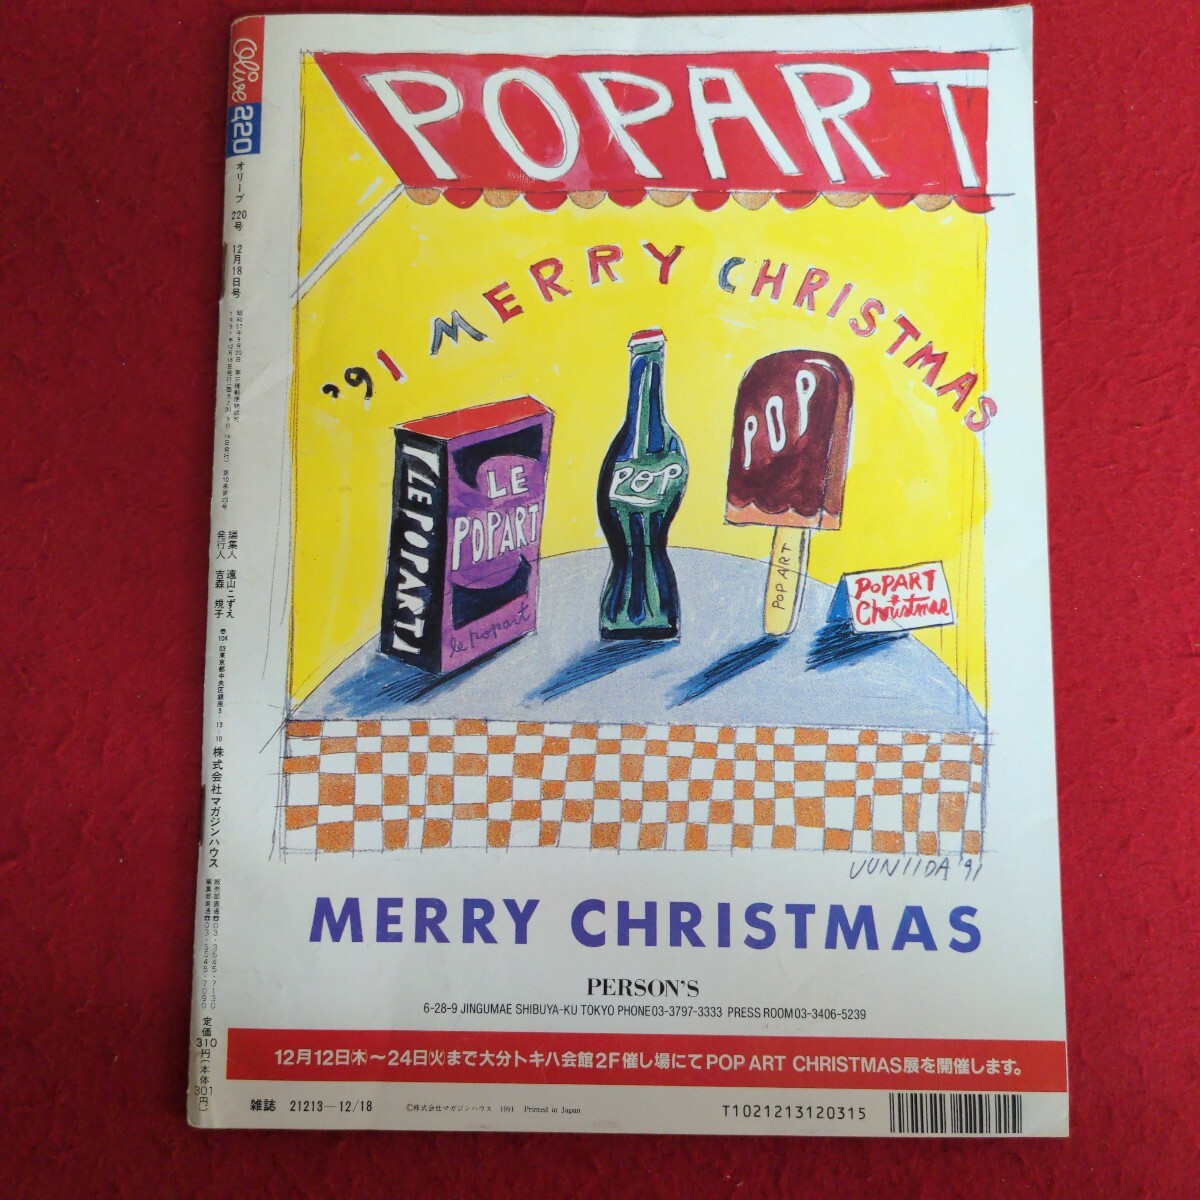 Olive 220
オリーブ 220号 12月18日号
編集人 遠山こずえ
発行人 吉森 規子
株式会社マガジンハウス
定価310円(本体301円)
POPART
'91 MERRY CHRISTMAS
LE POPART
LE
POPART
le popart
POP
POP
POP ART
POPART
Christmas
JUN IIDA '91
MERRY CHRISTMAS
PERSON'S
6-28-9 JINGUMAE SHIBUYA-KU TOKYO PHONE03-3797-3333 PRESS ROOM03-3406-5239
12月12日㊍〜24日㊋まで大分トキハ会館2F催し場にてPOP ART CHRISTMAS展を開催します。
雑誌 21213-12/18
©株式会社マガジンハウス 1991 Printed in Japan
T1021213120315